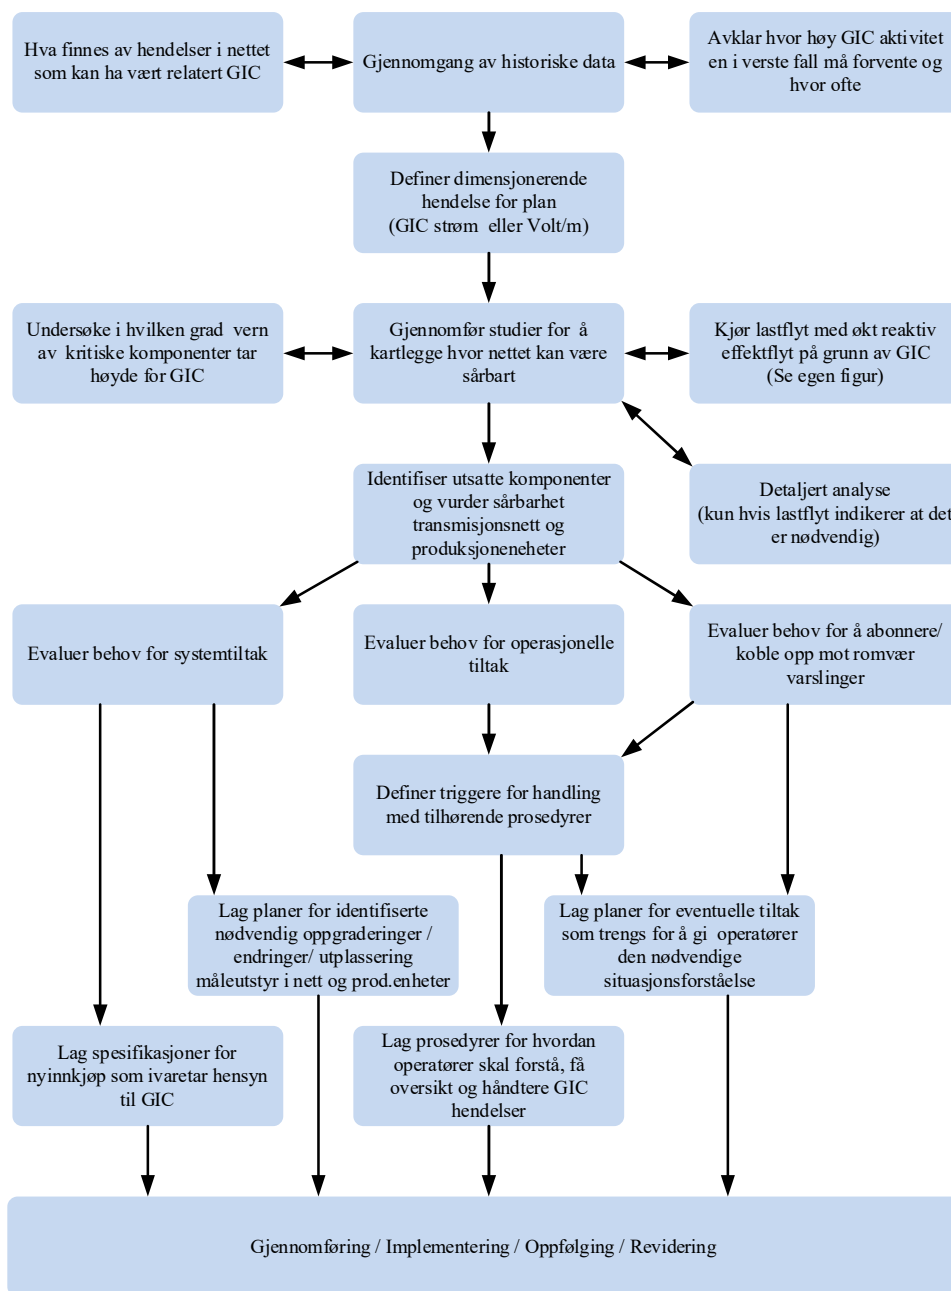 Hva finnes av hendelser i nettet
som kan ha vært relatert GIC
Gjennomgang av historiske data
Avklar hvor høy GIC aktivitet
en i verste fall må forvente og
hvor ofte
Definer dimensjonerende
hendelse for plan
(GIC strøm eller Volt/m)
Undersøke i hvilken grad vern
av kritiske komponenter tar
høyde for GIC
Gjennomfør studier for å
kartlegge hvor nettet kan være
sårbart
Kjør lastflyt med økt reaktiv
effektflyt på grunn av GIC
(Se egen figur)
Identifiser utsatte komponenter
og vurder sårbarhet
transmisjonsnett og
produksjoneneheter
Detaljert analyse
(kun hvis lastflyt indikerer at det
er nødvendig)
Evaluer behov for systemtiltak
Evaluer behov for operasjonelle
tiltak
Evaluer behov for å abonnere/
koble opp mot romvær
varslinger
Definer triggere for handling
med tilhørende prosedyrer
Lag planer for identifiserte
nødvendig oppgraderinger /
endringer/ utplassering
måleutstyr i nett og prod.enheter
Lag planer for eventuelle tiltak
som trengs for å gi operatører
den nødvendige
situasjonsforståelse
Lag spesifikasjoner for
nyinnkjøp som ivaretar hensyn
til GIC
Lag prosedyrer for hvordan
operatører skal forstå, få
oversikt og håndtere GIC
hendelser
Gjennomføring / Implementering / Oppfølging / Revidering